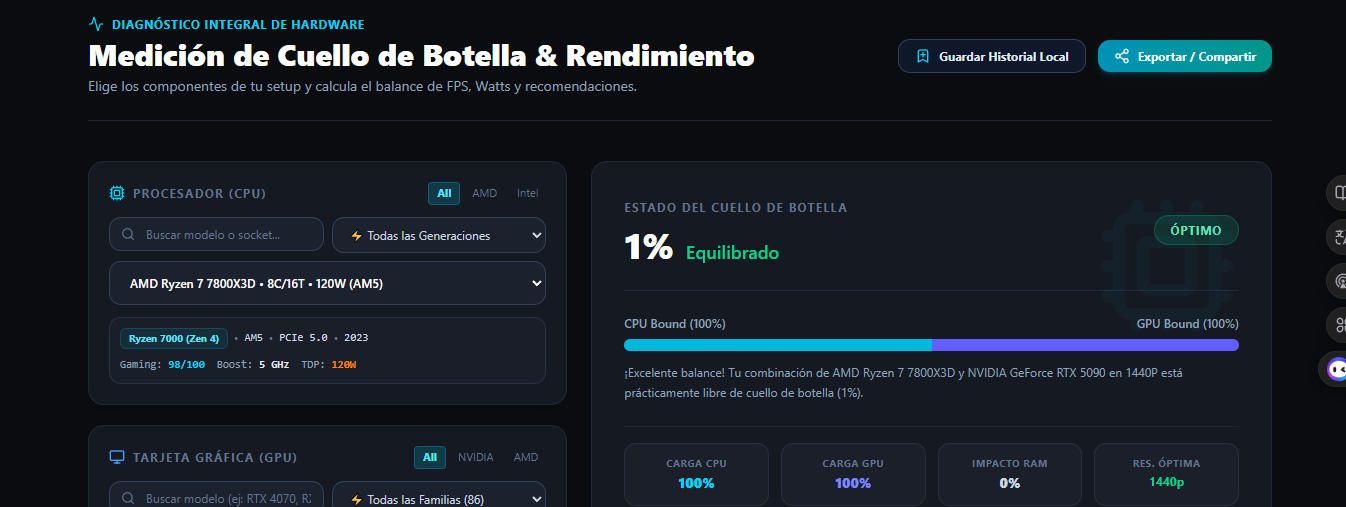 DIAGNÓSTICO INTEGRAL DE HARDWARE
Medición de Cuello de Botella & Rendimiento
Elige los componentes de tu setup y calcula el balance de FPS, Watts y recomendaciones.
Guardar Historial Local
Exportar / Compartir
PROCESADOR (CPU)
All AMD Intel
Buscar modelo o socket...
⚡ Todas las Generaciones
AMD Ryzen 7 7800X3D • 8C/16T • 120W (AM5)
Ryzen 7000 (Zen 4) • AM5 • PCIe 5.0 • 2023
Gaming: 98/100 Boost: 5 GHz TDP: 120W
TARJETA GRÁFICA (GPU)
All NVIDIA AMD
Buscar modelo (ej: RTX 4070, RX
⚡ Todas las Familias (86)
ESTADO DEL CUELLO DE BOTELLA
1% Equilibrado
ÓPTIMO
CPU Bound (100%)
GPU Bound (100%)
¡Excelente balance! Tu combinación de AMD Ryzen 7 7800X3D y NVIDIA GeForce RTX 5090 en 1440P está
prácticamente libre de cuello de botella (1%).
CARGA CPU
100%
CARGA GPU
100%
IMPACTO RAM
0%
RES. ÓPTIMA
1440p